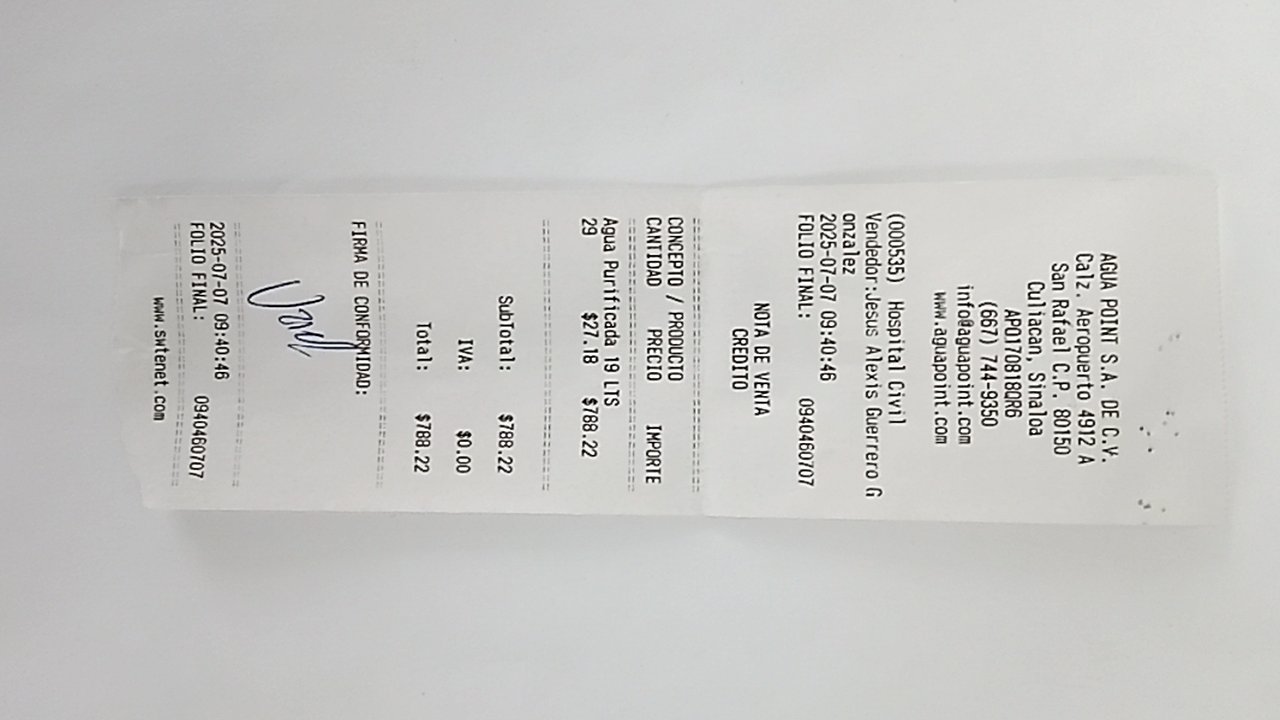 AGUA POINT S.A. DE C.V.
Calz. Aeropuerto 4912 A
San Rafael C.P. 80150
Culiacan, Sinaloa
APO170818QR6
(667) 744-9350
info@aguapoint.com
www.aguapoint.com
(000535) Hospital Civil
Vendedor:Jesus Alexis Guerrero G
onzalez
2025-07-07 09:40:46
FOLIO FINAL: 0940460707
NOTA DE VENTA
CREDITO
================================
CONCEPTO / PRODUCTO
CANTIDAD PRECIO IMPORTE
================================
Agua Purificada 19 LTS
29 $27.18 $788.22
================================
SubTotal: $788.22
IVA: $0.00
Total: $788.22
================================
FIRMA DE CONFORMIDAD:
================================
2025-07-07 09:40:46
FOLIO FINAL: 0940460707
================================
www.swtenet.com